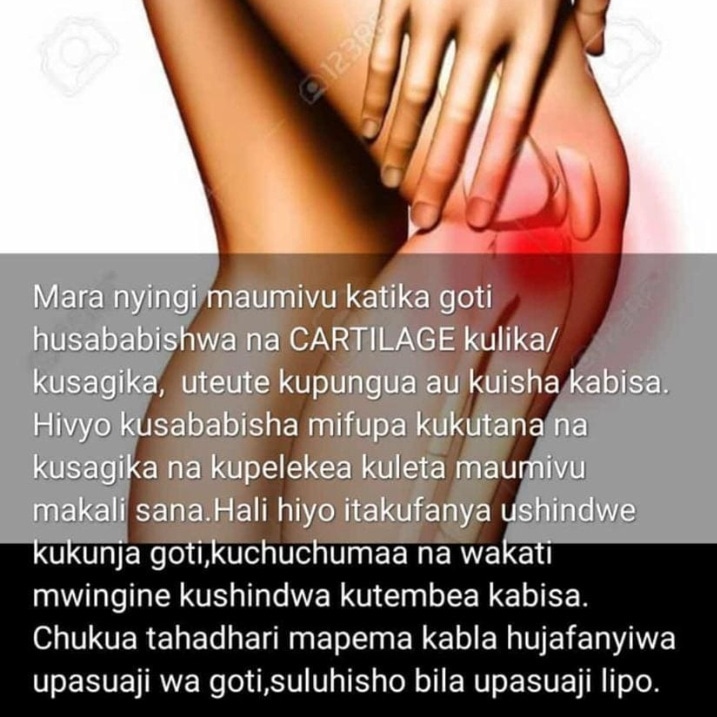 123RF
Mara nyingi maumivu katika goti
husababishwa na CARTILAGE kulika/
kusagika, uteute kupungua au kuisha kabisa.
Hivyo kusababisha mifupa kukutana na
kusagika na kupelekea kuleta maumivu
makali sana.Hali hiyo itakufanya ushindwe
kukunja goti,kuchuchumaa na wakati
mwingine kushindwa kutembea kabisa.
Chukua tahadhari mapema kabla hujafanyiwa
upasuaji wa goti,suluhisho bila upasuaji lipo.